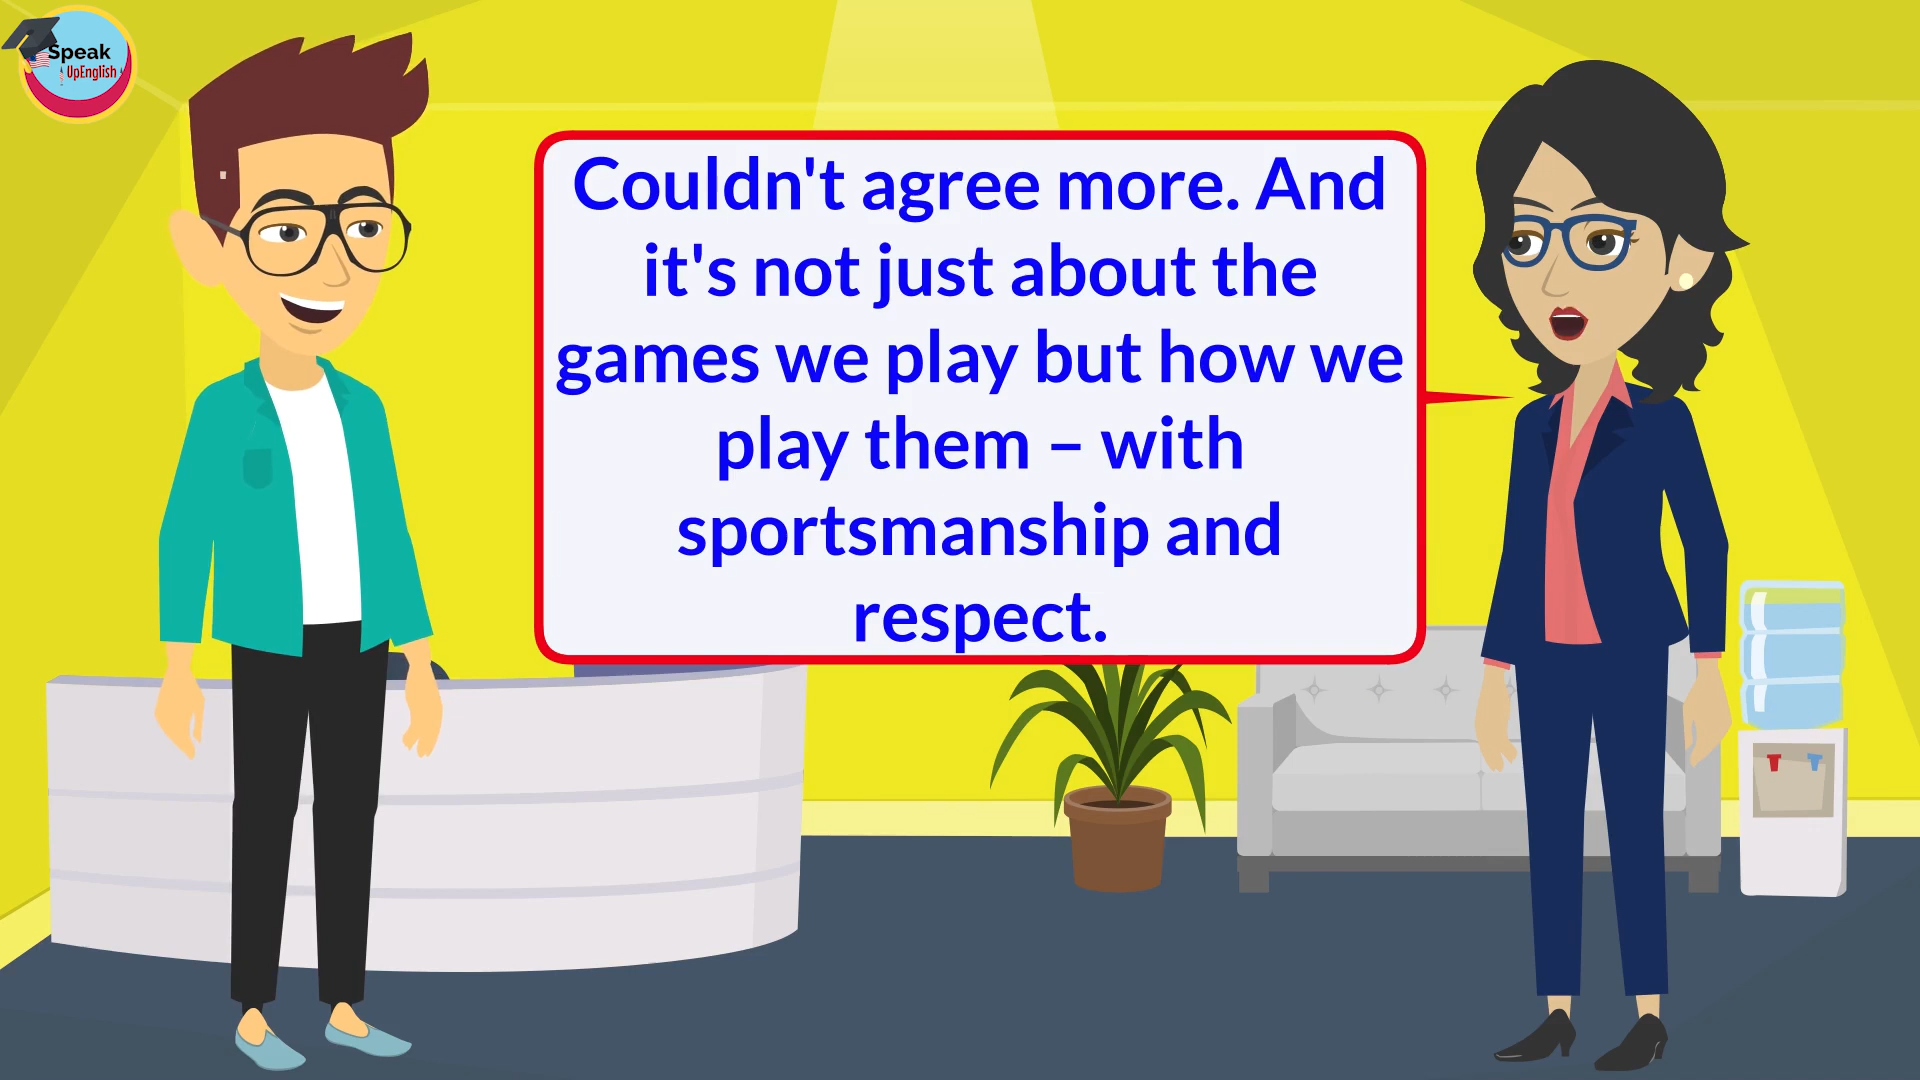 Speak
UpEnglish
Couldn't agree more. And
it's not just about the
games we play but how we
play them – with
sportsmanship and
respect.